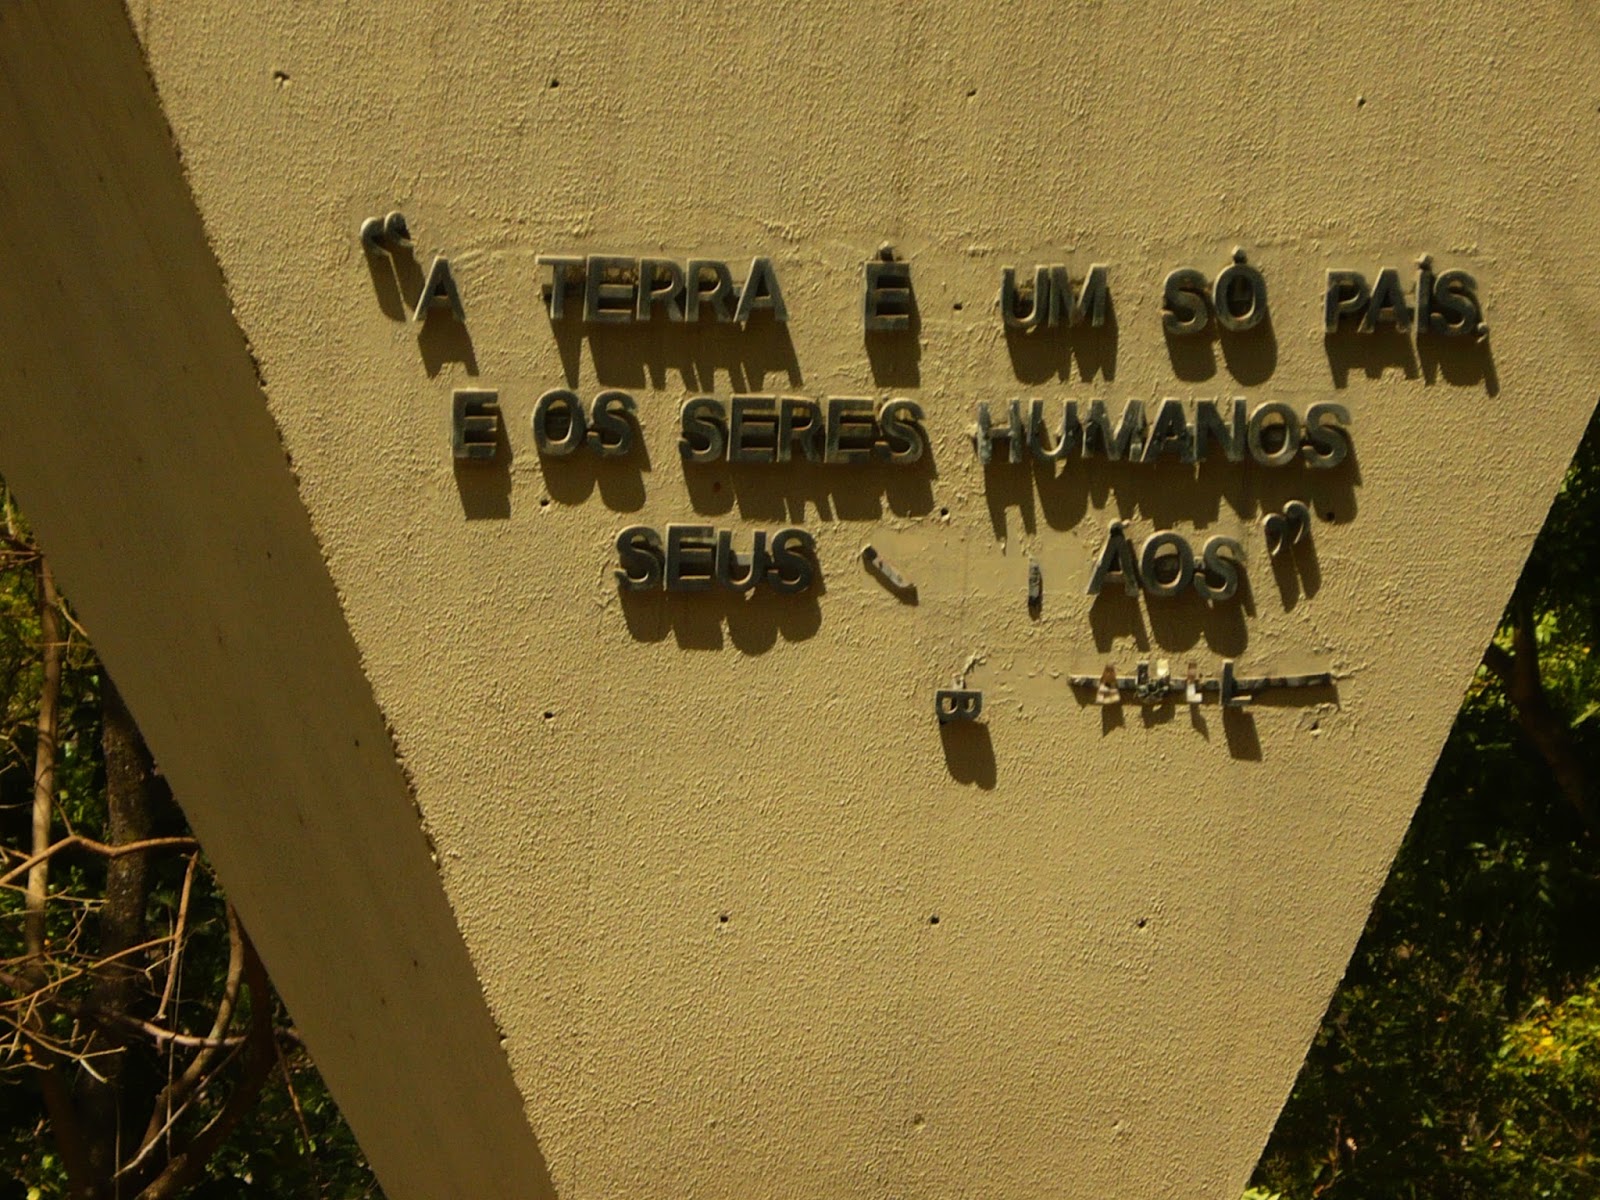 “A TERRA É UM SÓ PAÍS,
E OS SERES HUMANOS
SEUS